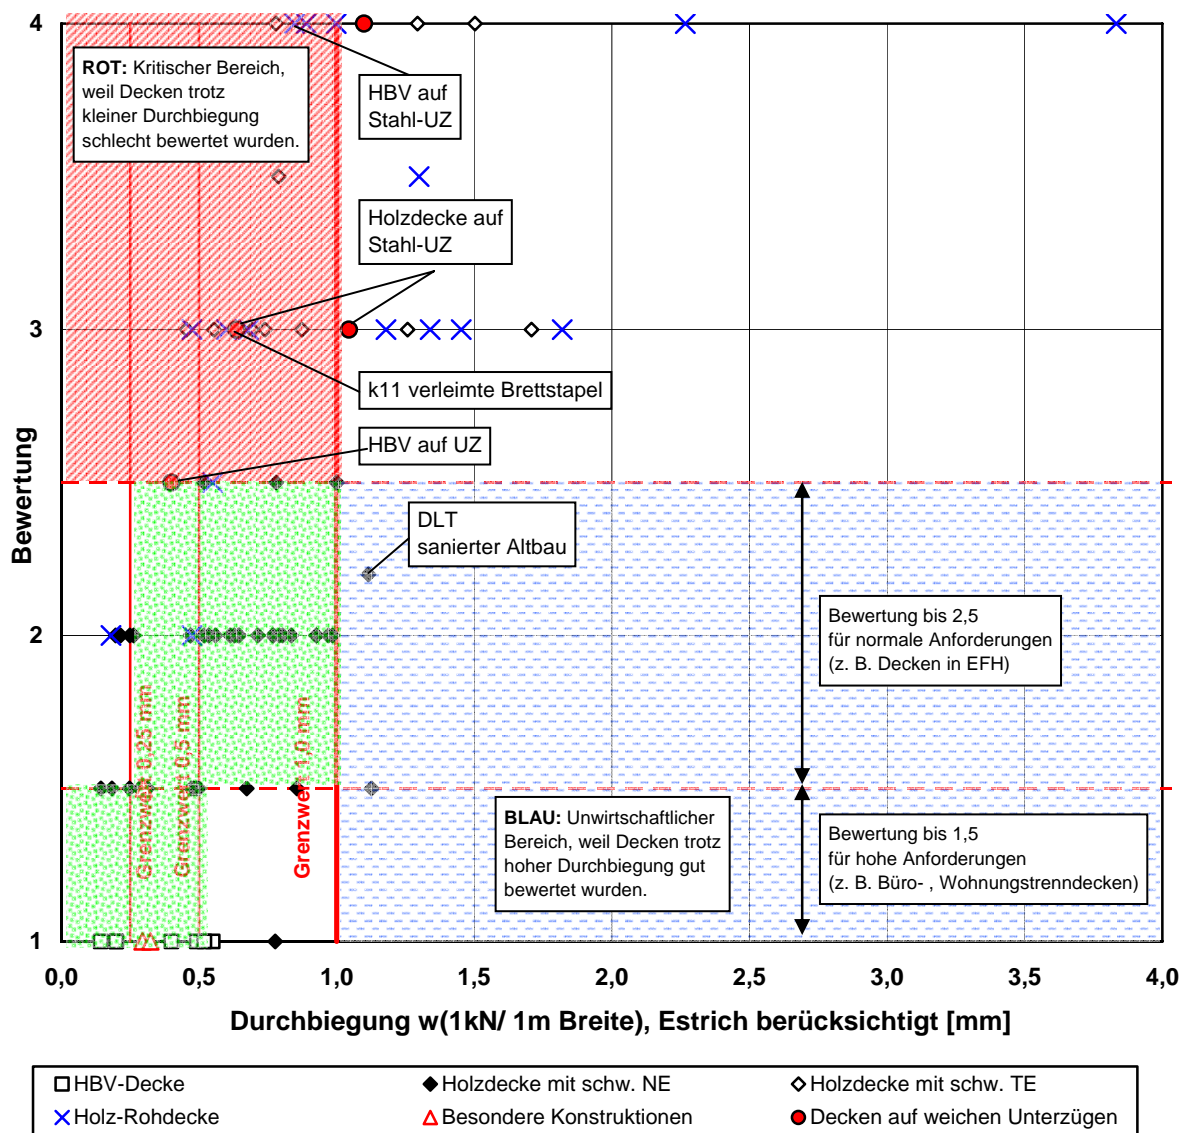 4
ROT: Kritischer Bereich,
weil Decken trotz
kleiner Durchbiegung
schlecht bewertet wurden.
HBV auf
Stahl-UZ
Holzdecke auf
Stahl-UZ
3
k11 verleimte Brettstapel
HBV auf UZ
Bewertung
DLT
sanierter Altbau
Bewertung bis 2,5
für normale Anforderungen
(z. B. Decken in EFH)
2
Grenzwert 0,25 mm
Grenzwert 0,5 mm
Grenzwert 1,0 mm
BLAU: Unwirtschaftlicher
Bereich, weil Decken trotz
hoher Durchbiegung gut
bewertet wurden.
Bewertung bis 1,5
für hohe Anforderungen
(z. B. Büro- , Wohnungstrenndecken)
1
0,0 0,5 1,0 1,5 2,0 2,5 3,0 3,5 4,0
Durchbiegung w(1kN/ 1m Breite), Estrich berücksichtigt [mm]
HBV-Decke Holzdecke mit schw. NE Holzdecke mit schw. TE
Holz-Rohdecke Besondere Konstruktionen Decken auf weichen Unterzügen